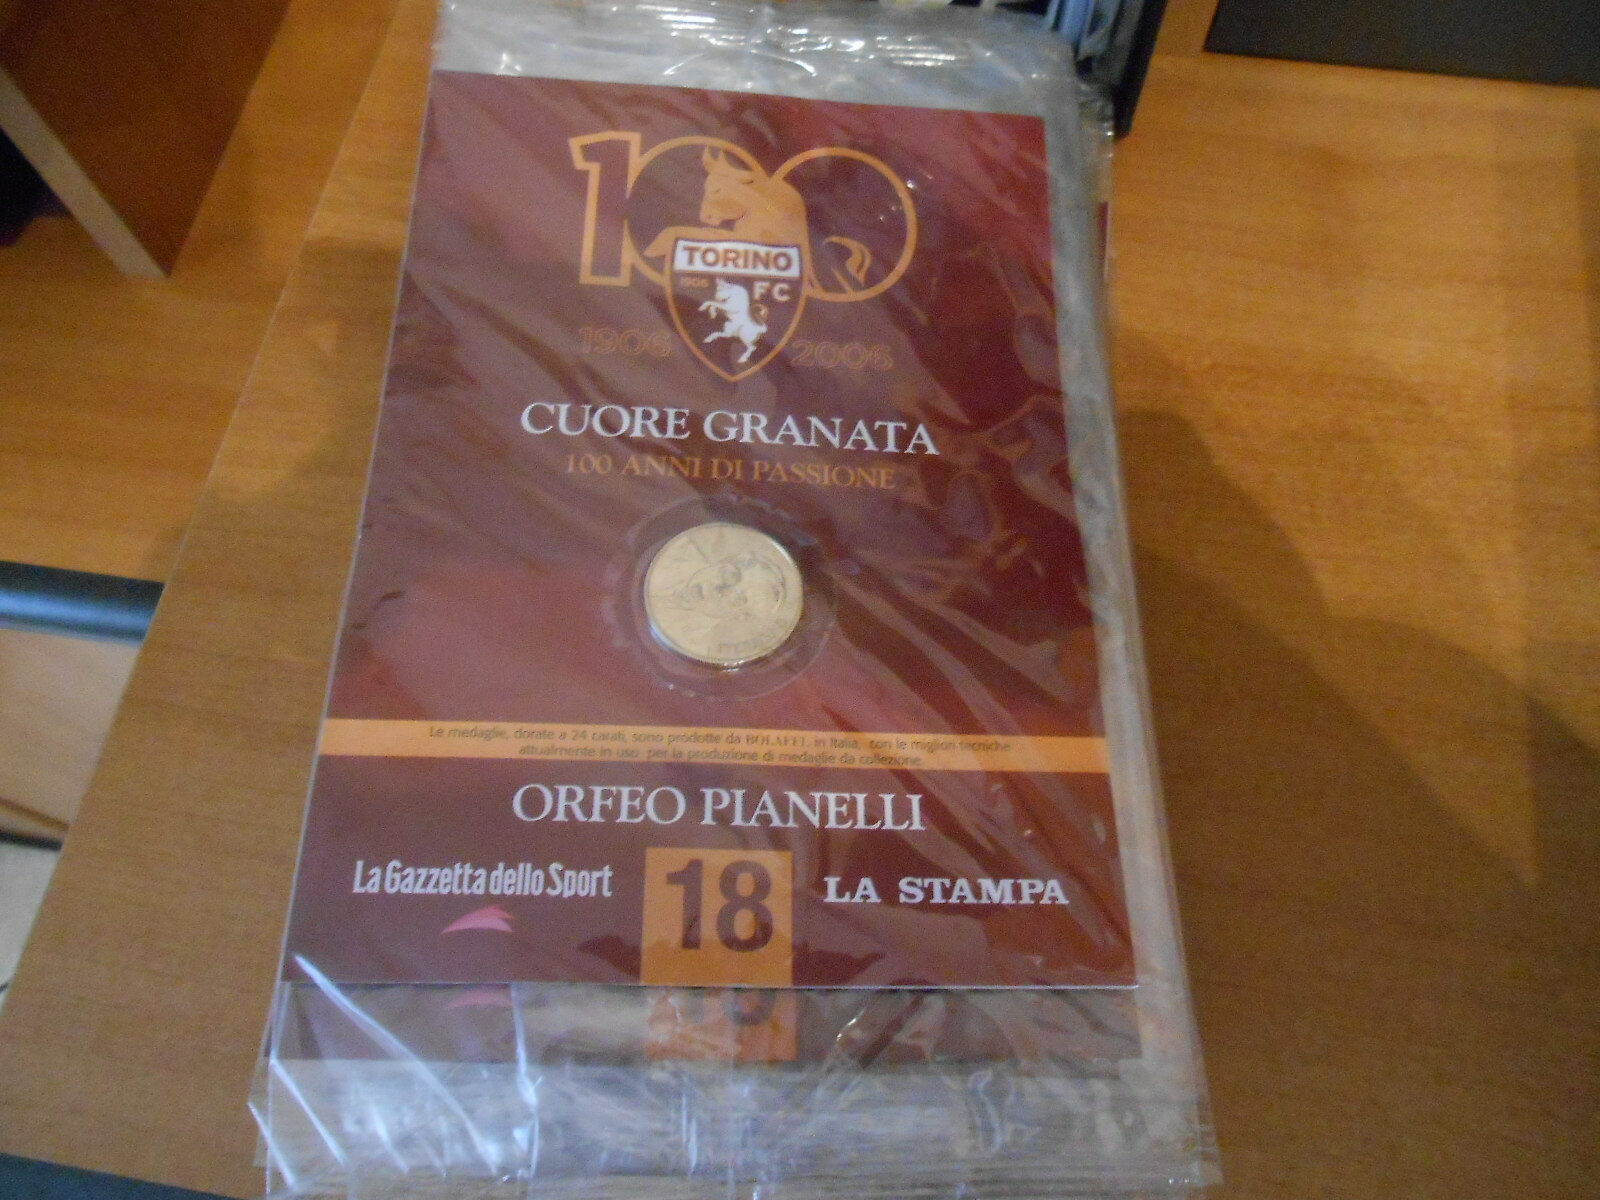 100
TORINO
1906 FC
1906 2006
CUORE GRANATA
100 ANNI DI PASSIONE
Le medaglie, dorate a 24 carati, sono prodotte da BOLAFFI, in Italia, con le migliori tecniche
attualmente in uso per la produzione di medaglie da collezione.
ORFEO PIANELLI
La Gazzetta dello Sport
18
LA STAMPA